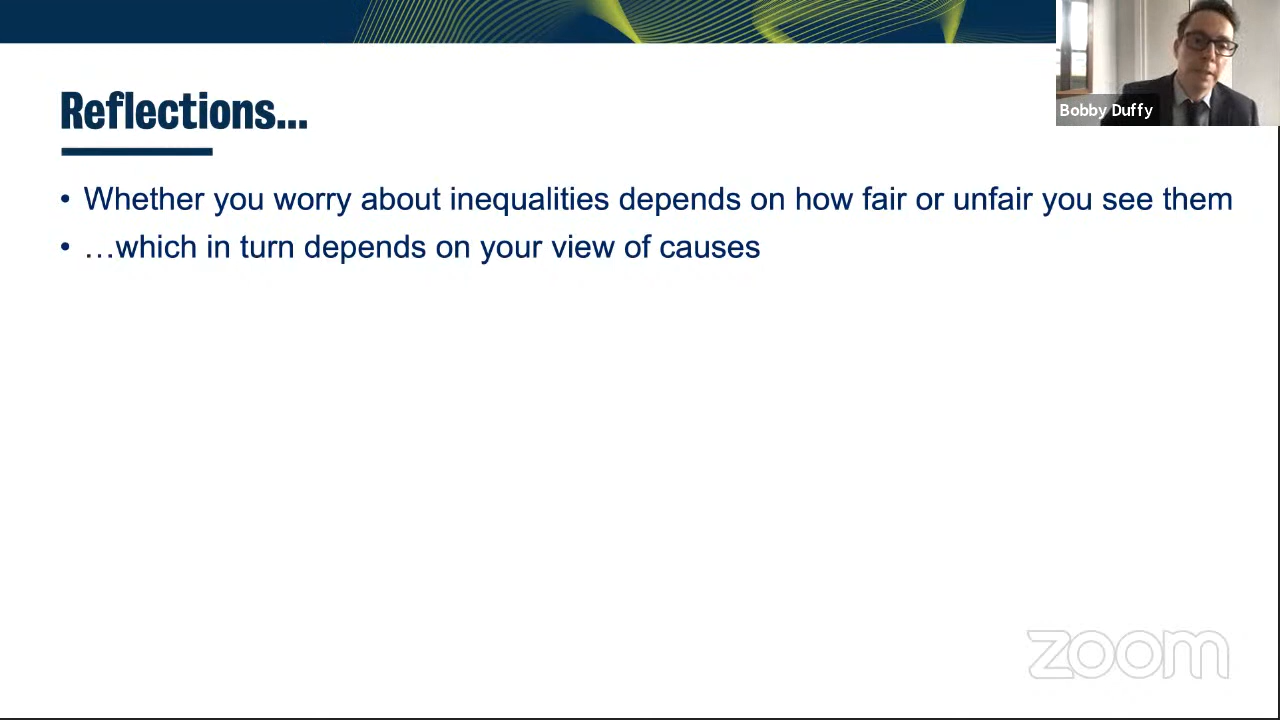 Bobby Duffy
Reflections...
• Whether you worry about inequalities depends on how fair or unfair you see them
• …which in turn depends on your view of causes
zoom